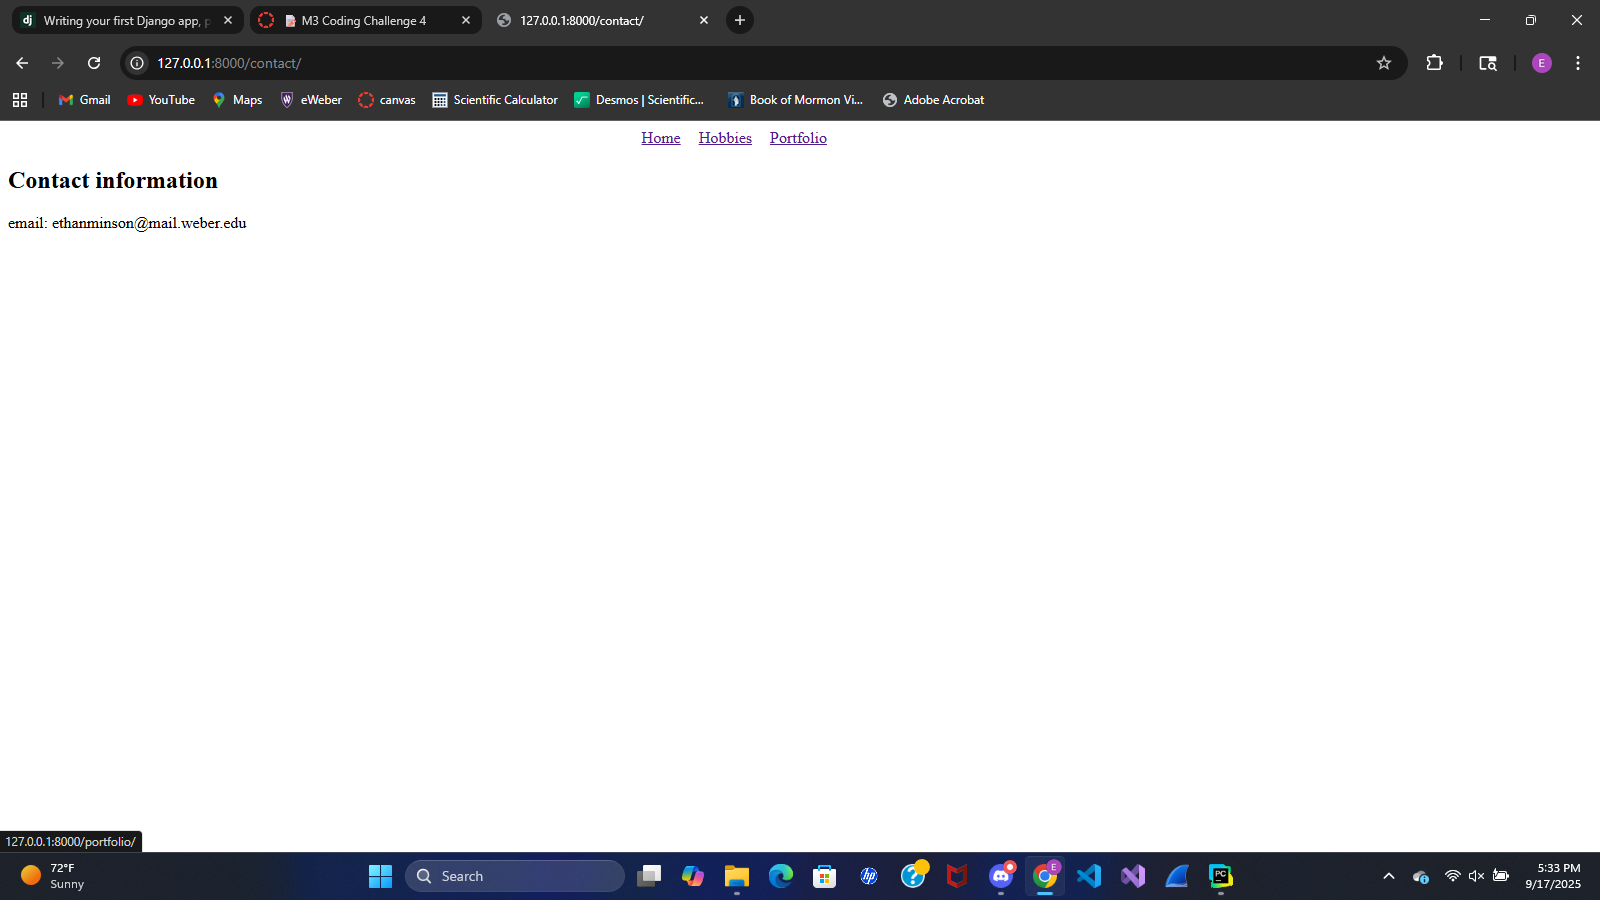 dj Writing your first Django app, p
M3 Coding Challenge 4
127.0.0.1:8000/contact/
127.0.0.1:8000/contact/
E
Gmail YouTube Maps eWeber canvas Scientific Calculator Desmos | Scientific... Book of Mormon Vi... Adobe Acrobat
Home Hobbies Portfolio
Contact information
email: ethanminson@mail.weber.edu
127.0.0.1:8000/portfolio/
72°F
Sunny
Search
hp
E
PC
5:33 PM
9/17/2025